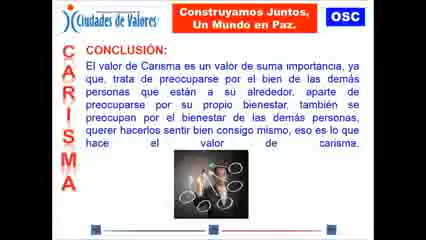 Ciudades de Valores
Construyamos Juntos,
Un Mundo en Paz.
OSC
CARISMA
CONCLUSIÓN:
El valor de Carisma es un valor de suma importancia, ya
que, trata de preocuparse por el bien de las demás
personas que están a su alrededor, aparte de
preocuparse por su propio bienestar, también se
preocupan por el bienestar de las demás personas,
querer hacerlos sentir bien consigo mismo, eso es lo que
hace el valor de carisma.